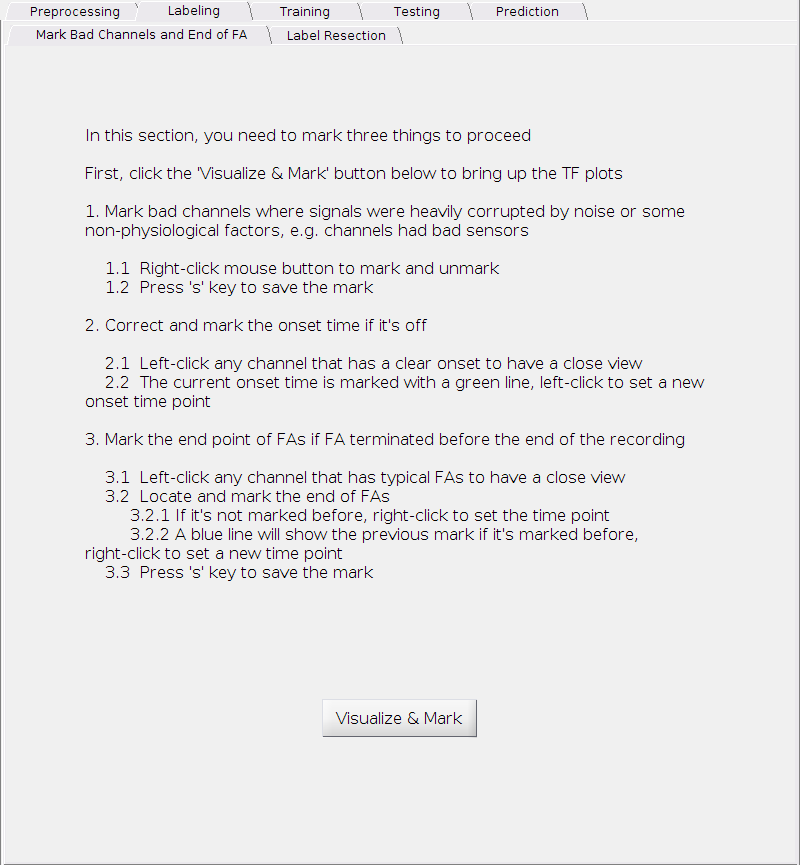 Preprocessing Labeling Training Testing Prediction
Mark Bad Channels and End of FA Label Resection
In this section, you need to mark three things to proceed
First, click the 'Visualize & Mark' button below to bring up the TF plots
1. Mark bad channels where signals were heavily corrupted by noise or some
non-physiological factors, e.g. channels had bad sensors
1.1 Right-click mouse button to mark and unmark
1.2 Press 's' key to save the mark
2. Correct and mark the onset time if it's off
2.1 Left-click any channel that has a clear onset to have a close view
2.2 The current onset time is marked with a green line, left-click to set a new
onset time point
3. Mark the end point of FAs if FA terminated before the end of the recording
3.1 Left-click any channel that has typical FAs to have a close view
3.2 Locate and mark the end of FAs
3.2.1 If it's not marked before, right-click to set the time point
3.2.2 A blue line will show the previous mark if it's marked before,
right-click to set a new time point
3.3 Press 's' key to save the mark
Visualize & Mark